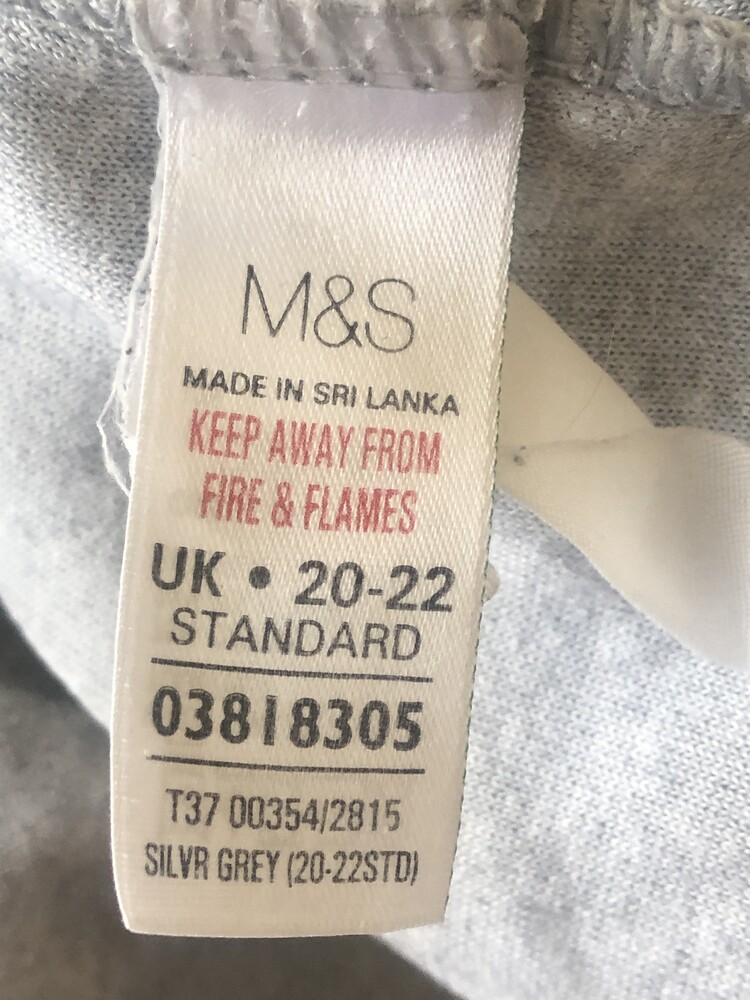 M&S
MADE IN SRI LANKA
KEEP AWAY FROM
FIRE & FLAMES
UK • 20-22
STANDARD
03818305
T37 00354/2815
SILVR GREY (20-22STD)